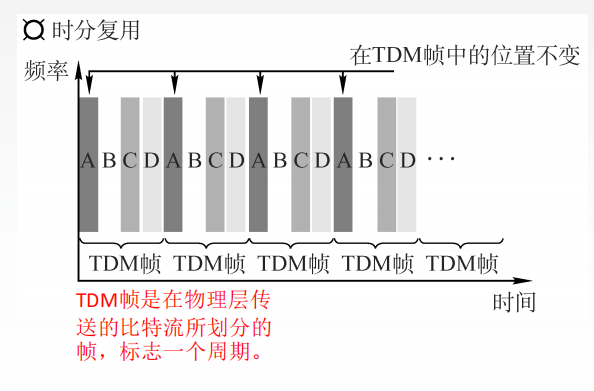 ¤ 时分复用
在TDM帧中的位置不变
频率
A B C D A B C D A B C D A B C D ···
TDM帧 TDM帧 TDM帧 TDM帧 TDM帧
时间
TDM帧是在物理层传
送的比特流所划分的
帧，标志一个周期。